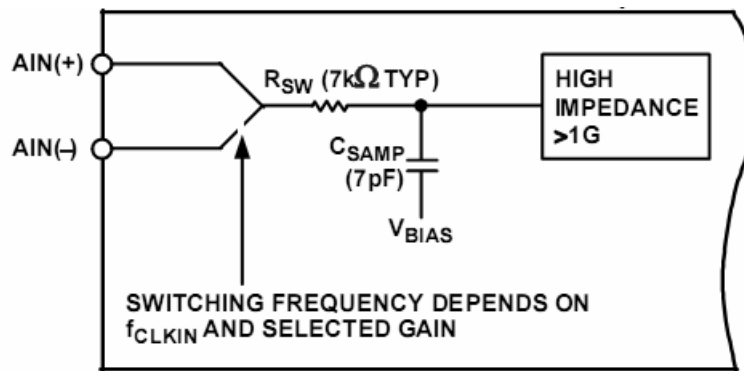 AIN(+)
AIN(–)
RSW (7kΩ TYP)
CSAMP
(7pF)
VBIAS
HIGH
IMPEDANCE
>1G
SWITCHING FREQUENCY DEPENDS ON
fCLKIN AND SELECTED GAIN